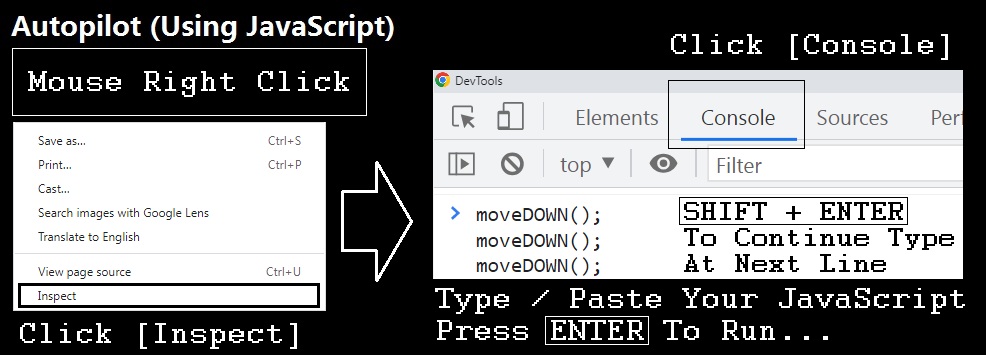 Autopilot (Using JavaScript)
Mouse Right Click
Save as... Ctrl+S
Print... Ctrl+P
Cast...
Search images with Google Lens
Translate to English
View page source Ctrl+U
Inspect
Click [Inspect]
Click [Console]
DevTools
Elements Console Sources Perf
top ▼ Filter
> moveDOWN();
moveDOWN();
moveDOWN();
SHIFT + ENTER
To Continue Type
At Next Line
Type / Paste Your JavaScript
Press ENTER To Run...